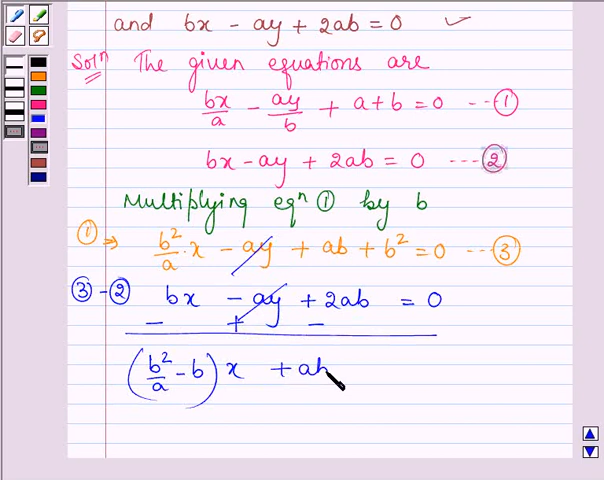 and bx - ay + 2ab = 0 ✓
Solⁿ The given equations are
bx/a - ay/b + a + b = 0 ---①
bx - ay + 2ab = 0 ---②
Multiplying eqⁿ ① by b
① ⇒ b²/a · x - ay + ab + b² = 0 ---③
③ - ② bx - ay + 2ab = 0
- + -
(b²/a - b) x + ab